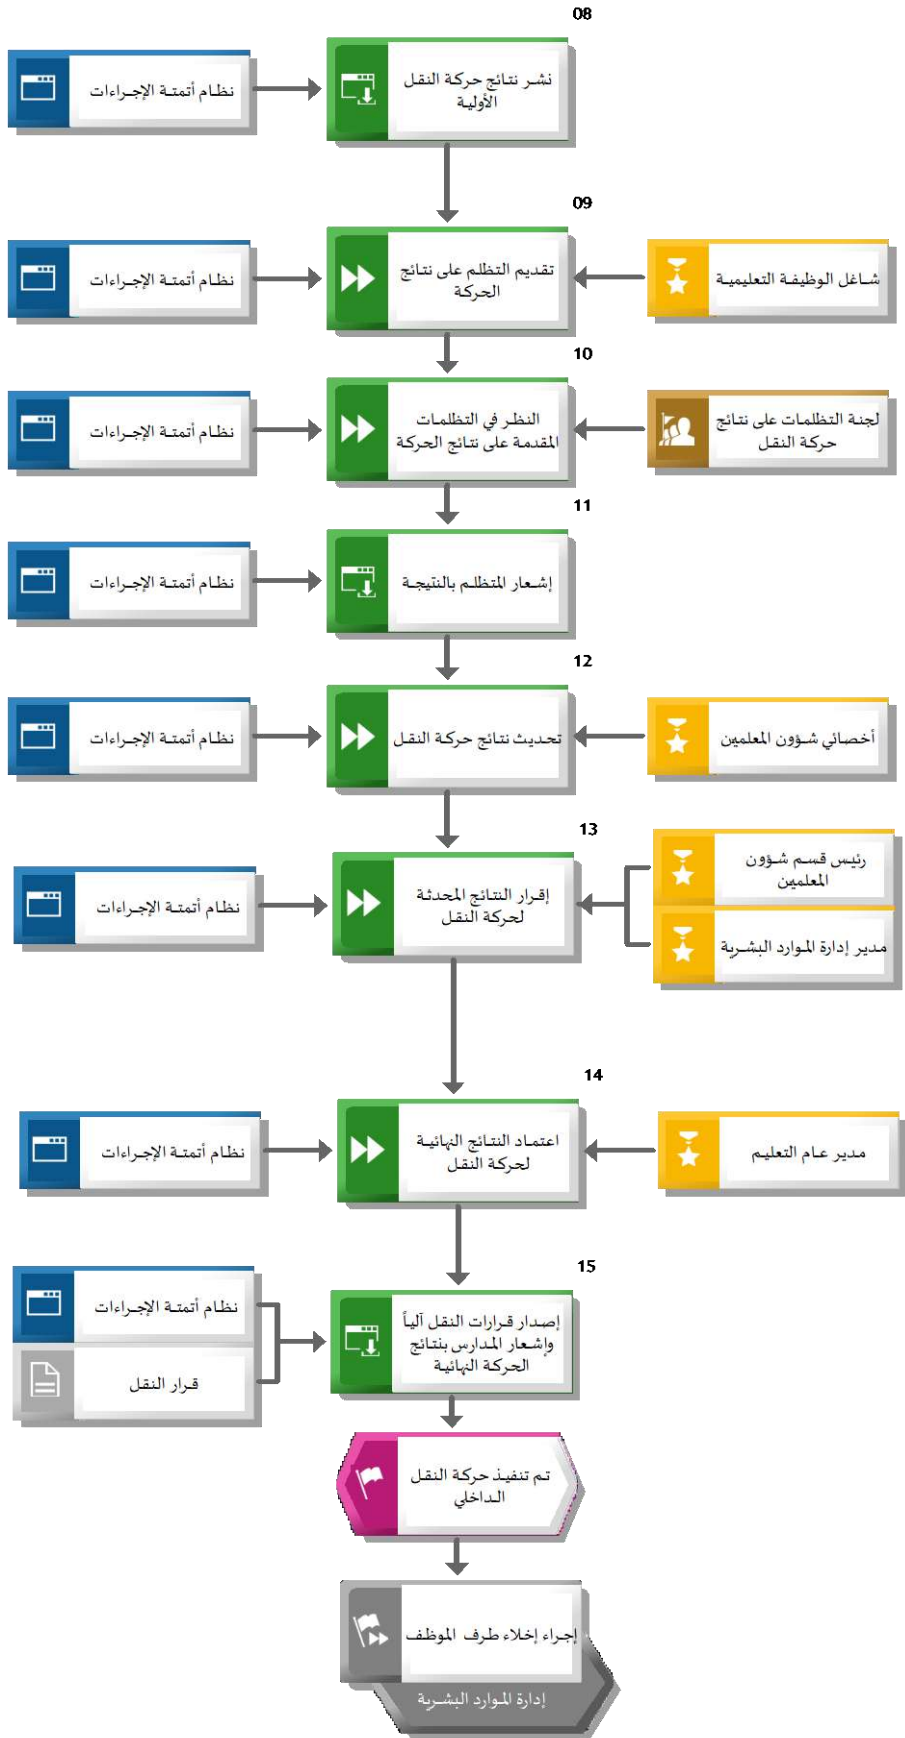 08
نشر نتائج حركة النقل
الأولية
نظام أتمتة الإجراءات
09
شاغل الوظيفة التعليمية
تقديم التظلم على نتائج
الحركة
نظام أتمتة الإجراءات
10
لجنة التظلمات على نتائج
حركة النقل
النظر في التظلمات
المقدمة على نتائج الحركة
نظام أتمتة الإجراءات
11
إشعار المتظلم بالنتيجة
نظام أتمتة الإجراءات
12
أخصائي شؤون المعلمين
تحديث نتائج حركة النقل
نظام أتمتة الإجراءات
13
رئيس قسم شؤون
المعلمين
مدير إدارة الموارد البشرية
إقرار النتائج المحدثة
لحركة النقل
نظام أتمتة الإجراءات
14
مدير عام التعليم
اعتماد النتائج النهائية
لحركة النقل
نظام أتمتة الإجراءات
15
إصدار قرارات النقل آلياً
وإشعار المدارس بنتائج
الحركة النهائية
نظام أتمتة الإجراءات
قرار النقل
تم تنفيذ حركة النقل
الداخلي
إجراء إخلاء طرف الموظف
إدارة الموارد البشرية